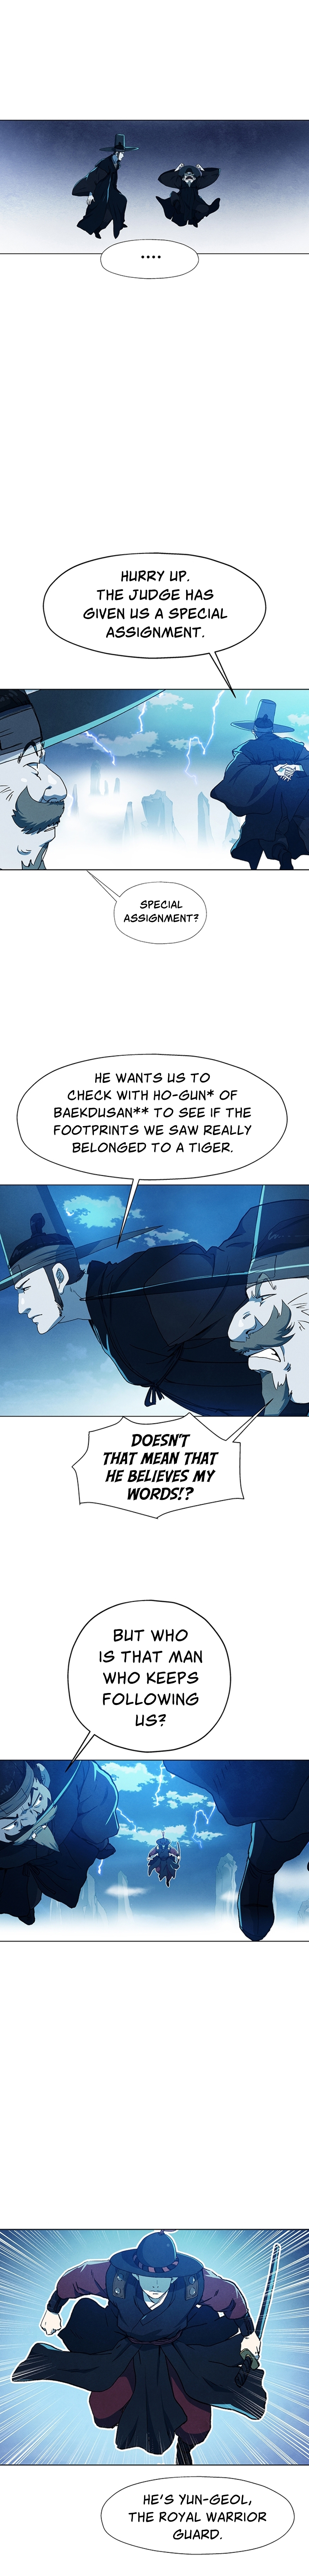 ....
HURRY UP.
THE JUDGE HAS
GIVEN US A SPECIAL
ASSIGNMENT.
SPECIAL
ASSIGNMENT?
HE WANTS US TO
CHECK WITH HO-GUN* OF
BAEKDUSAN** TO SEE IF THE
FOOTPRINTS WE SAW REALLY
BELONGED TO A TIGER.
DOESN'T
THAT MEAN THAT
HE BELIEVES MY
WORDS!?
BUT WHO
IS THAT MAN
WHO KEEPS
FOLLOWING
US?
HE'S YUN-GEOL,
THE ROYAL WARRIOR
GUARD.